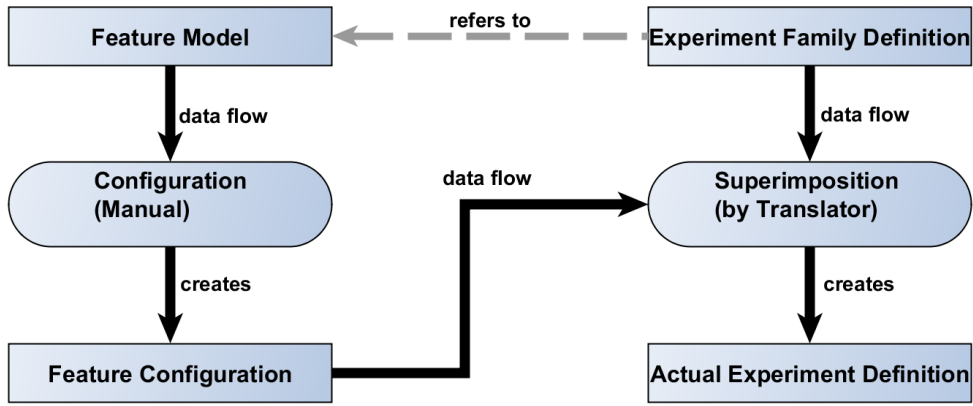 refers to
Feature Model
Experiment Family Definition
data flow
data flow
Configuration
(Manual)
data flow
Superimposition
(by Translator)
creates
creates
Feature Configuration
Actual Experiment Definition